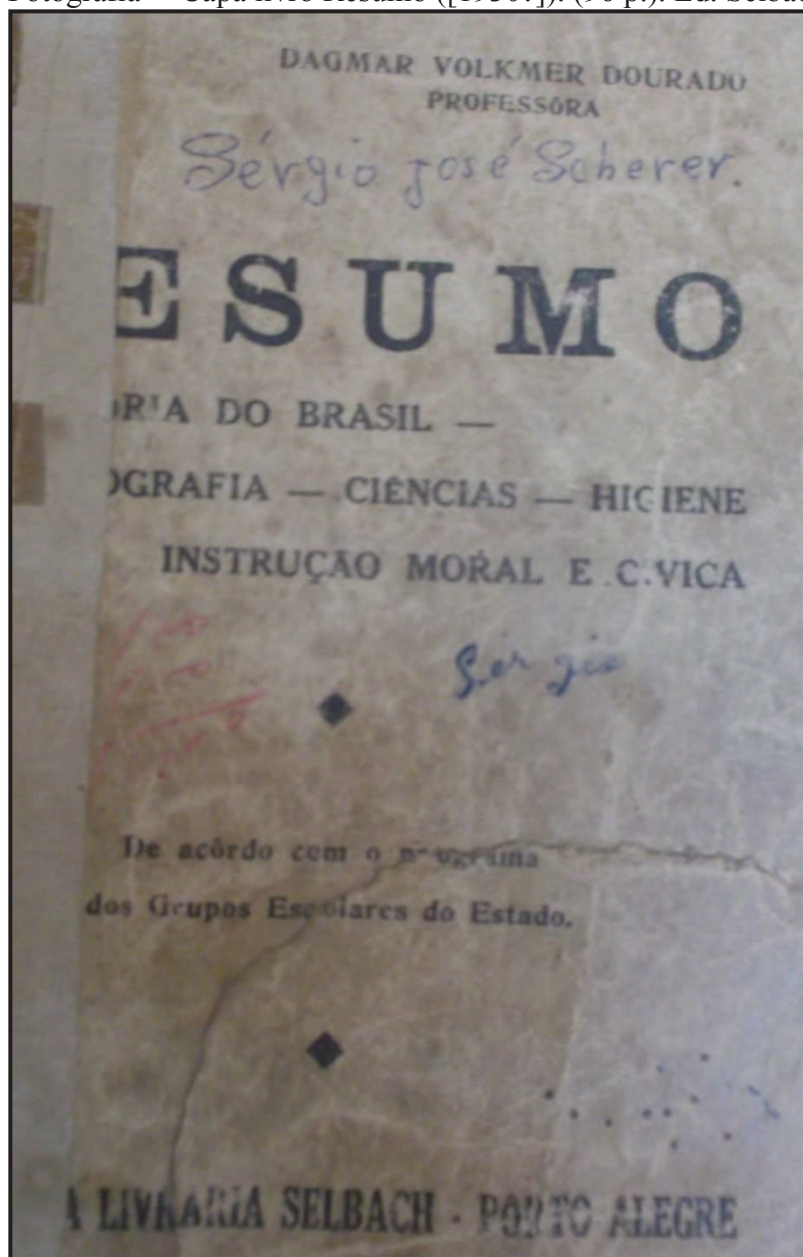 DAGMAR VOLKMER DOURADO
PROFESSÔRA
Sérgio José Scherer.
ESUMO
RIA DO BRASIL —
OGRAFIA — CIÊNCIAS — HIGIENE
INSTRUÇÃO MORAL E C.VICA
Sérgio
De acôrdo com o programa
dos Grupos Escolares do Estado.
A LIVRARIA SELBACH - PORTO ALEGRE